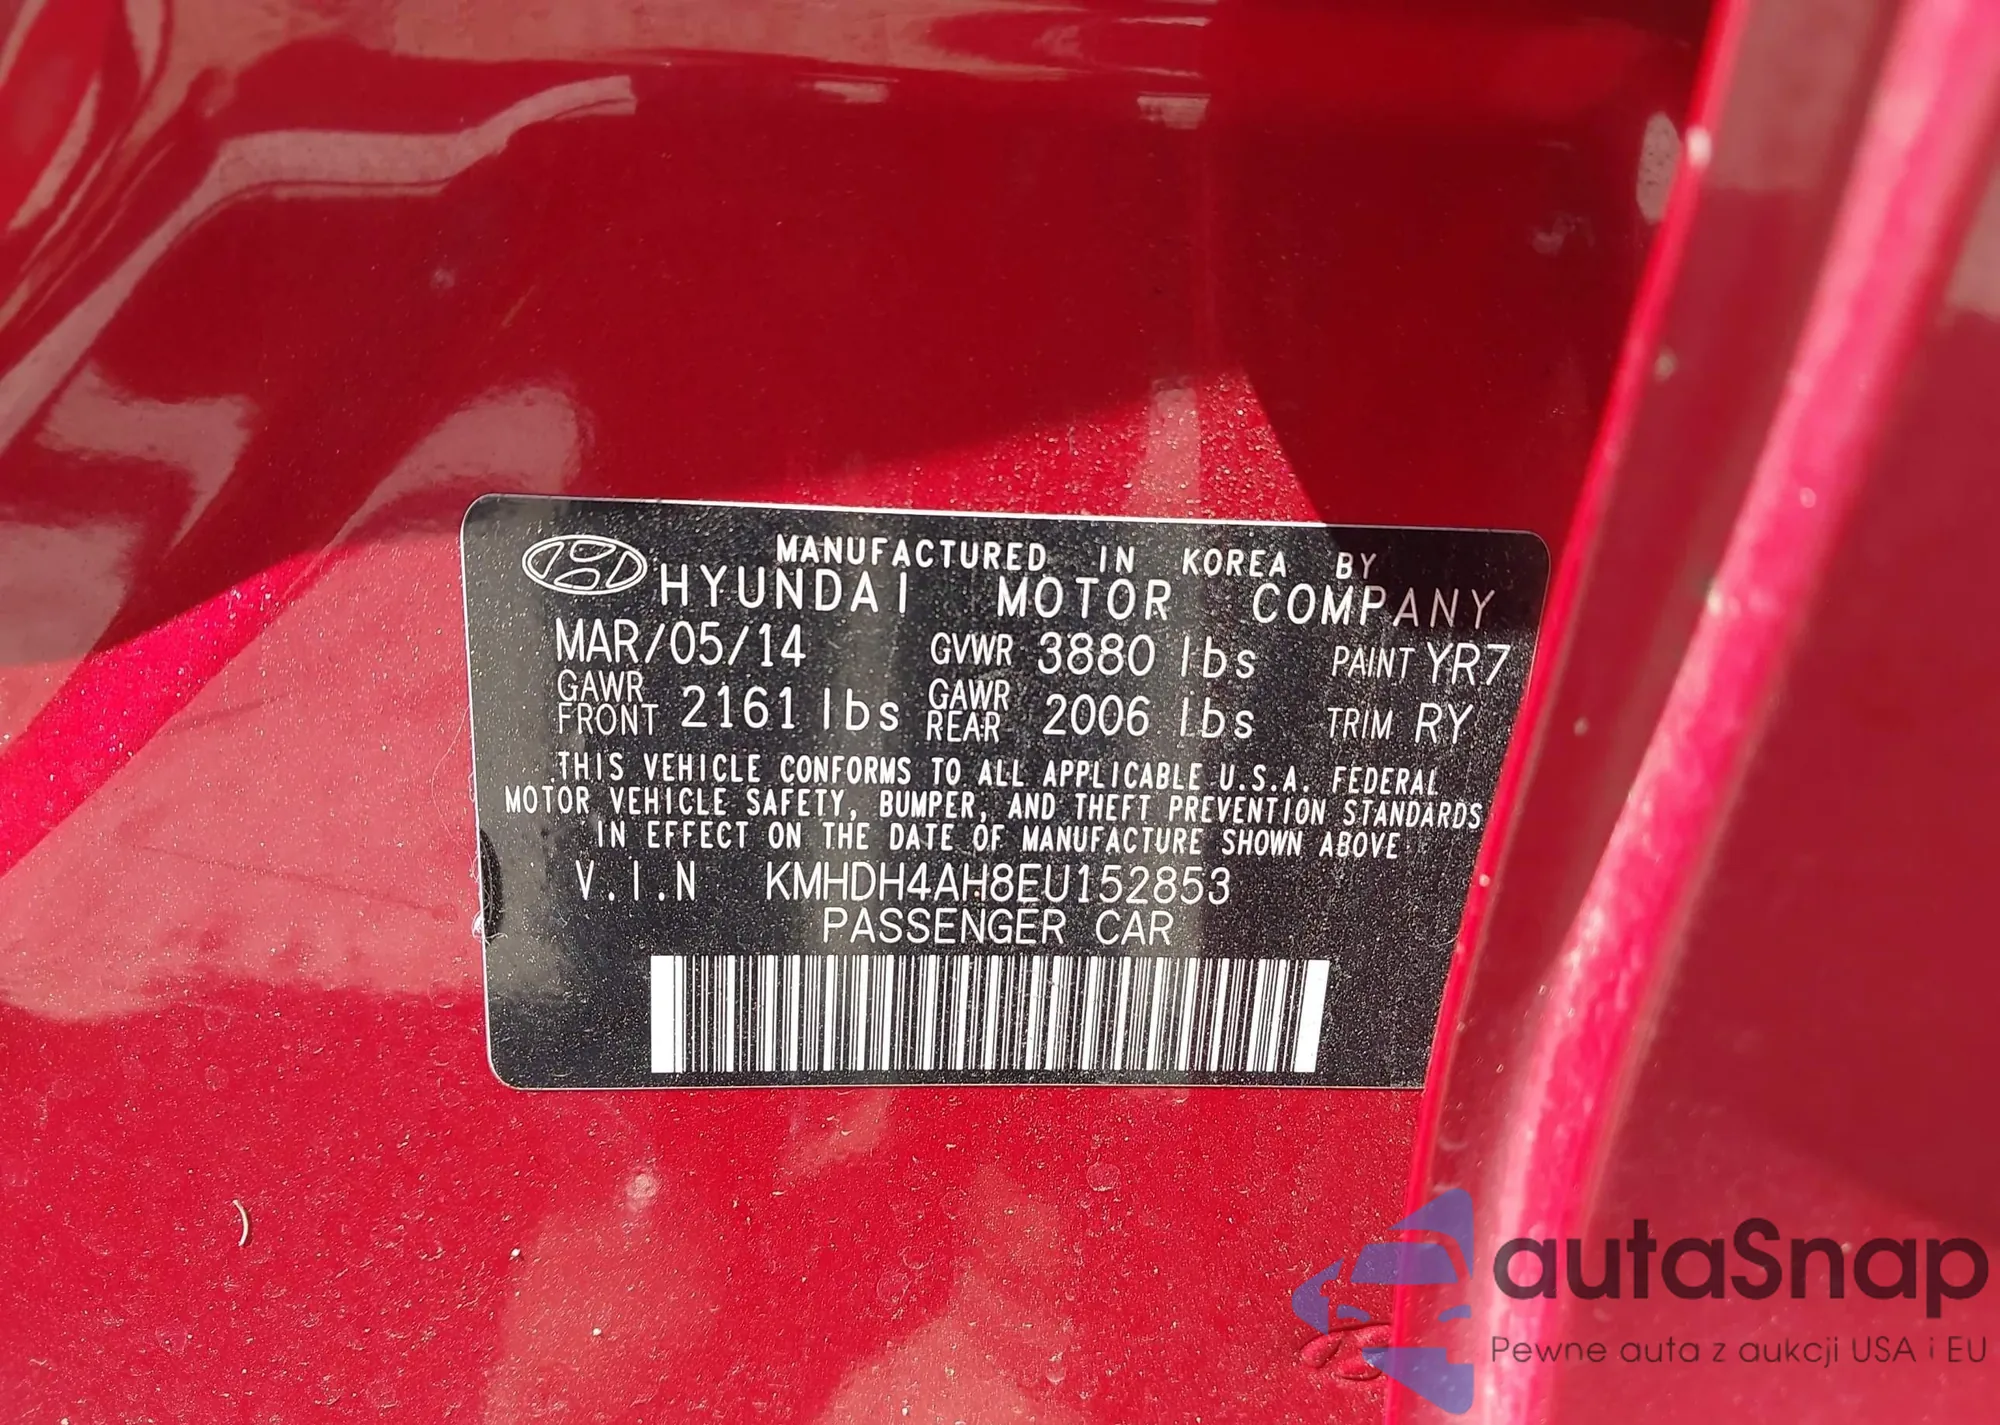 MANUFACTURED IN KOREA BY
HYUNDAI MOTOR COMPANY
MAR/05/14 GVWR 3880 lbs PAINT YR7
GAWR FRONT 2161 lbs GAWR REAR 2006 lbs TRIM RY
THIS VEHICLE CONFORMS TO ALL APPLICABLE U.S.A. FEDERAL
MOTOR VEHICLE SAFETY, BUMPER, AND THEFT PREVENTION STANDARDS
IN EFFECT ON THE DATE OF MANUFACTURE SHOWN ABOVE
V.I.N KMHDH4AH8EU152853
PASSENGER CAR
autaSnap
Pewne auta z aukcji USA i EU